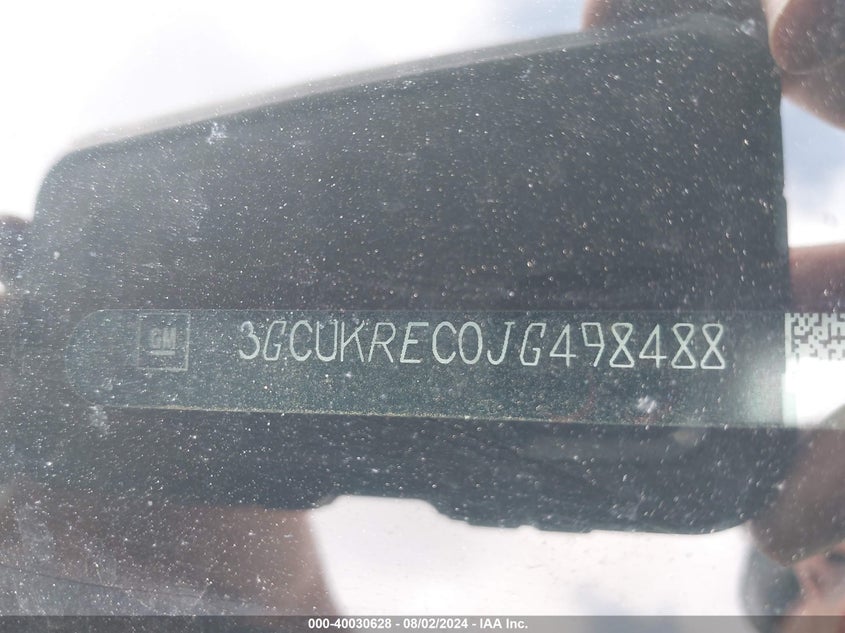 GM 3GCUKREC0JG498488
000-40030628 - 08/02/2024 - IAA Inc.